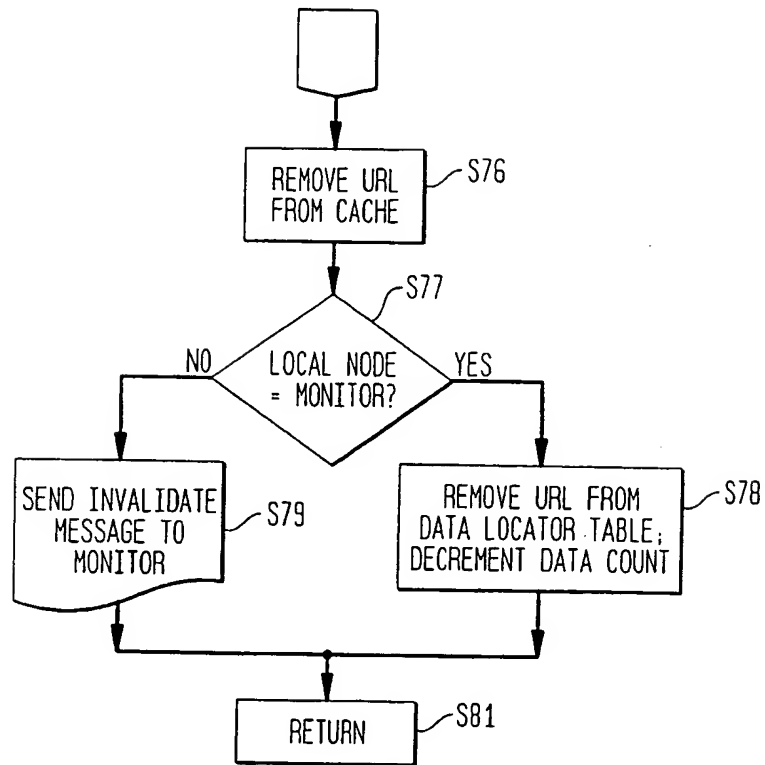 REMOVE URL
FROM CACHE
S76
S77
NO
LOCAL NODE
= MONITOR?
YES
SEND INVALIDATE
MESSAGE TO
MONITOR
S79
REMOVE URL FROM
DATA LOCATOR TABLE;
DECREMENT DATA COUNT
S78
RETURN
S81